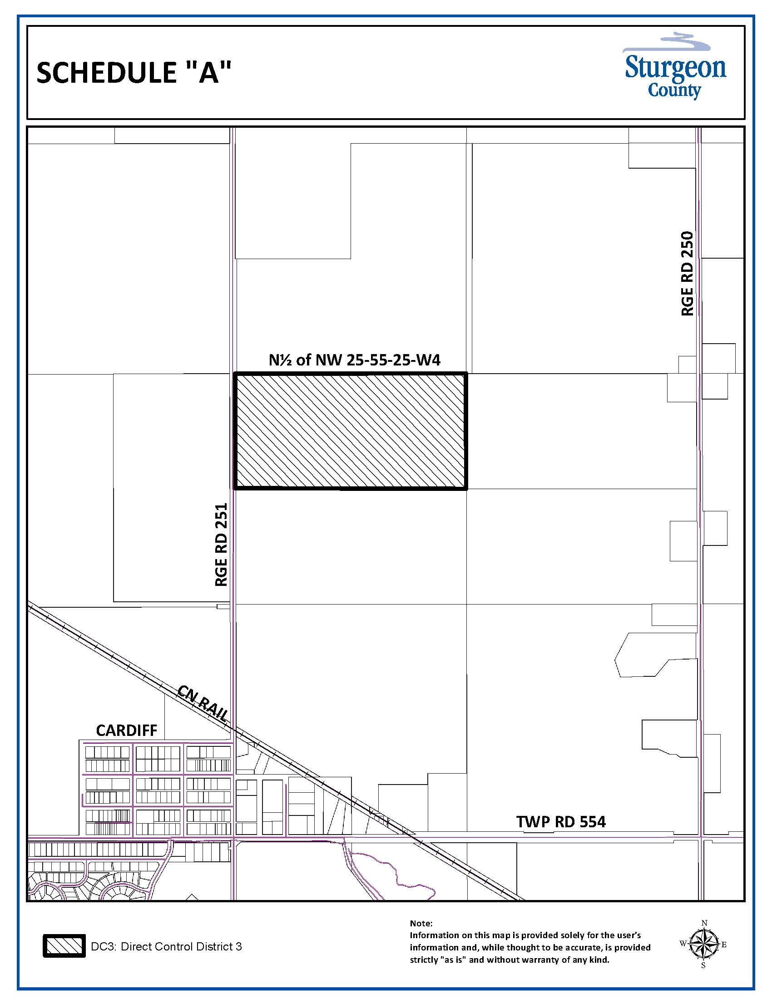 SCHEDULE "A"
Sturgeon
County
RGE RD 250
N½ of NW 25-55-25-W4
RGE RD 251
CN RAIL
CARDIFF
TWP RD 554
DC3: Direct Control District 3
Note:
Information on this map is provided solely for the user's
information and, while thought to be accurate, is provided
strictly "as is" and without warranty of any kind.
N
W E
S